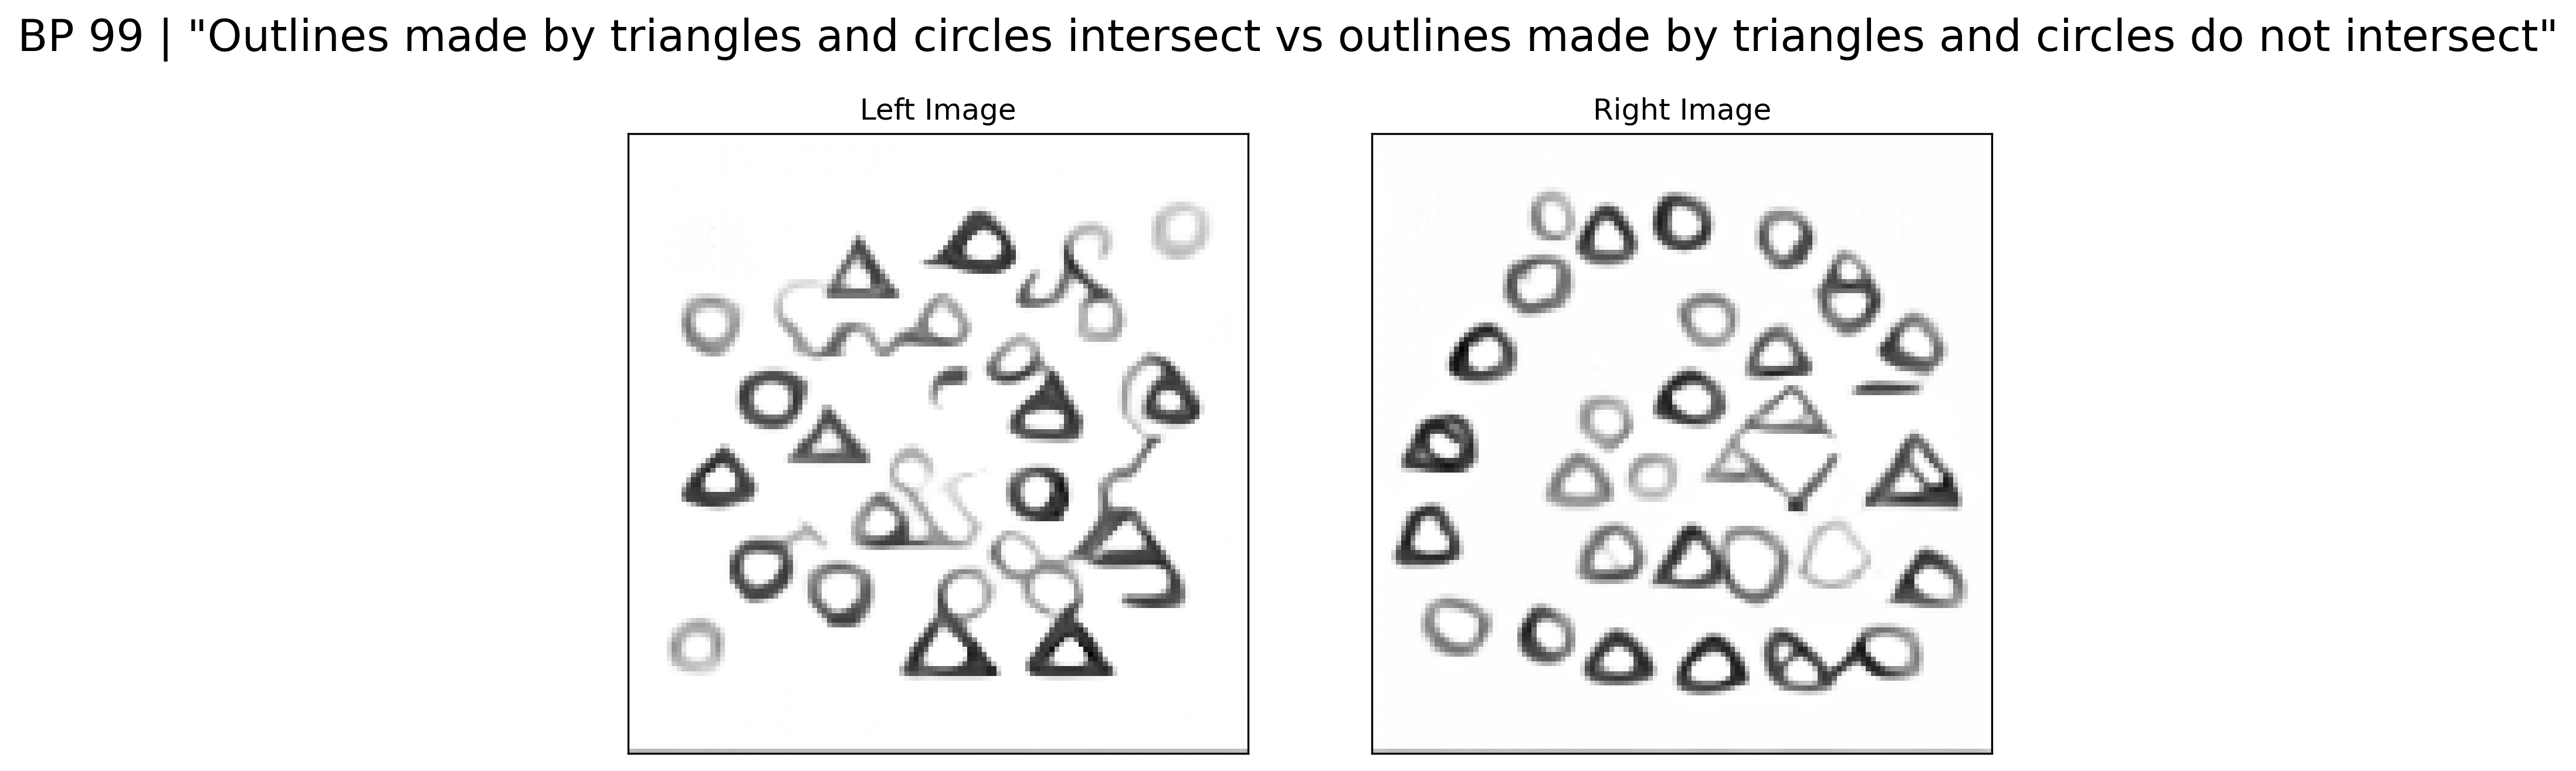 BP 99 | "Outlines made by triangles and circles intersect vs outlines made by triangles and circles do not intersect"
Left Image
Right Image